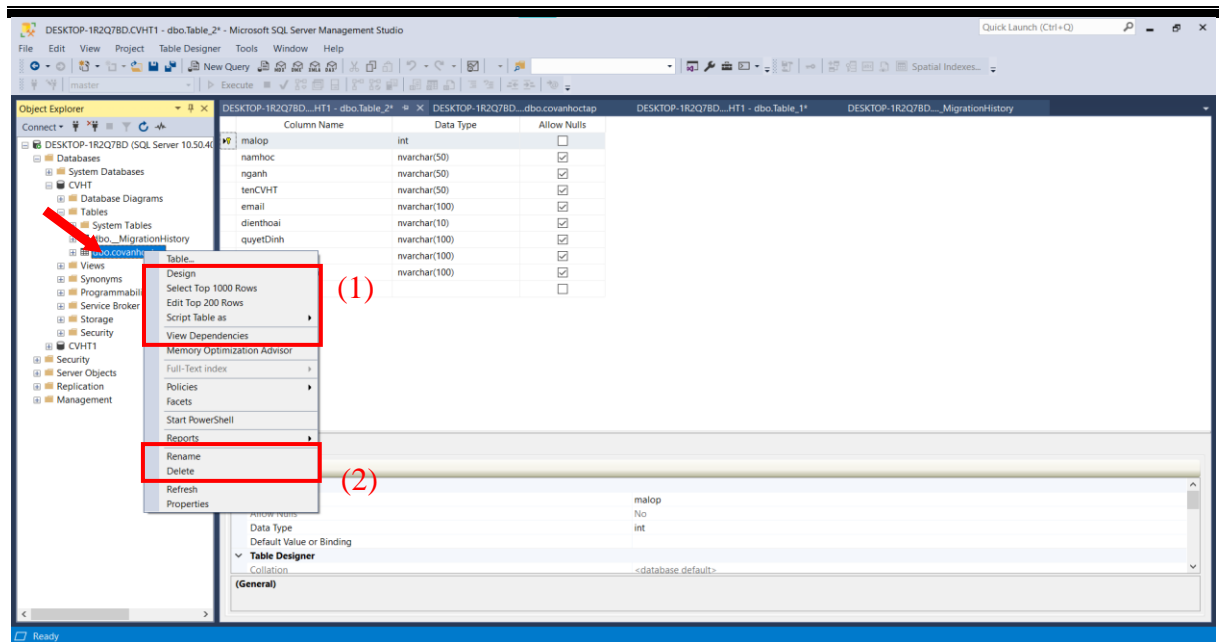 DESKTOP-1R2Q7BD.CVHT1 - dbo.Table_2* - Microsoft SQL Server Management Studio
Quick Launch (Ctrl+Q)
File Edit View Project Table Designer Tools Window Help
New Query
Spatial Indexes...
master
Execute
Object Explorer
DESKTOP-1R2Q7BD....HT1 - dbo.Table_2*
DESKTOP-1R2Q7BD....dbo.covanhoctap
DESKTOP-1R2Q7BD....HT1 - dbo.Table_1*
DESKTOP-1R2Q7BD...._MigrationHistory
Connect
DESKTOP-1R2Q7BD (SQL Server 10.50.40
Databases
System Databases
CVHT
Database Diagrams
Tables
System Tables
dbo.__MigrationHistory
Views
Synonyms
Service Broker
Storage
Security
CVHT1
Security
Server Objects
Replication
Management
Column Name Data Type Allow Nulls
malop int
namhoc nvarchar(50)
nganh nvarchar(50)
tenCVHT nvarchar(50)
email nvarchar(100)
dienthoai nvarchar(10)
quyetDinh nvarchar(100)
nvarchar(100)
nvarchar(100)
Table...
Design
Select Top 1000 Rows
Edit Top 200 Rows
Script Table as
View Dependencies
Memory Optimization Advisor
Full-Text index
Policies
Facets
Start PowerShell
Reports
Rename
Delete
Refresh
Properties
(1)
(2)
malop
Allow Nulls No
Data Type int
Default Value or Binding
Table Designer
Collation <database default>
(General)
Ready